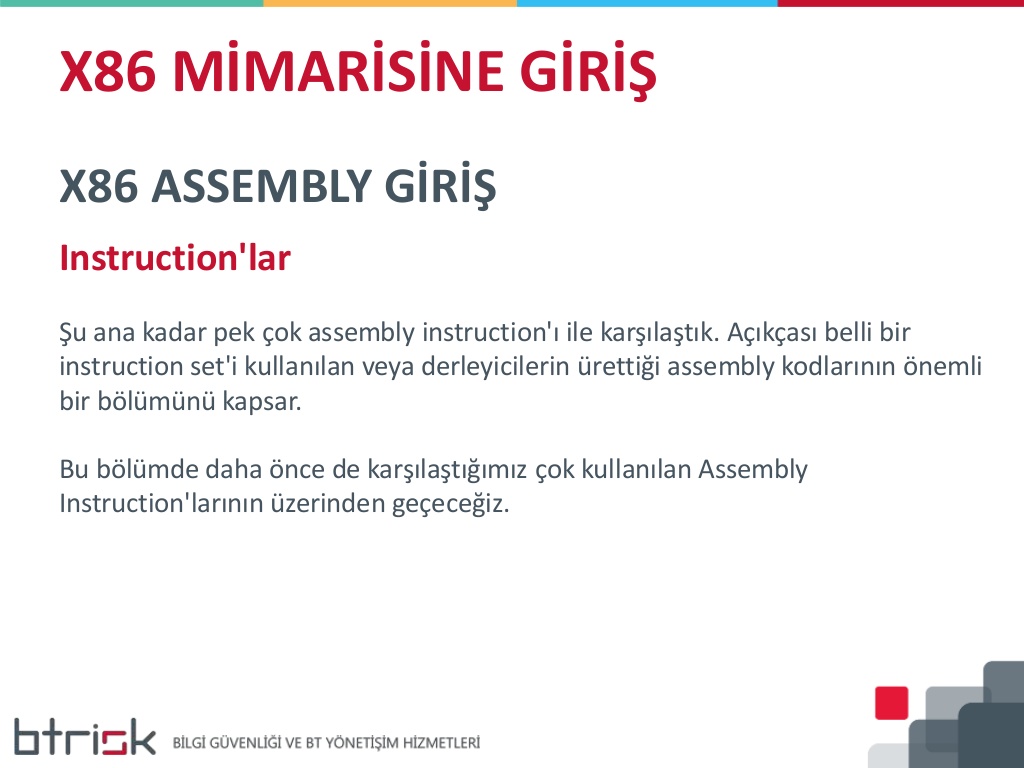 X86 MİMARİSİNE GİRİŞ
X86 ASSEMBLY GİRİŞ
Instruction'lar
Şu ana kadar pek çok assembly instruction'ı ile karşılaştık. Açıkçası belli bir
instruction set'i kullanılan veya derleyicilerin ürettiği assembly kodlarının önemli
bir bölümünü kapsar.
Bu bölümde daha önce de karşılaştığımız çok kullanılan Assembly
Instruction'larının üzerinden geçeceğiz.
btrisk BİLGİ GÜVENLİĞİ VE BT YÖNETİŞİM HİZMETLERİ